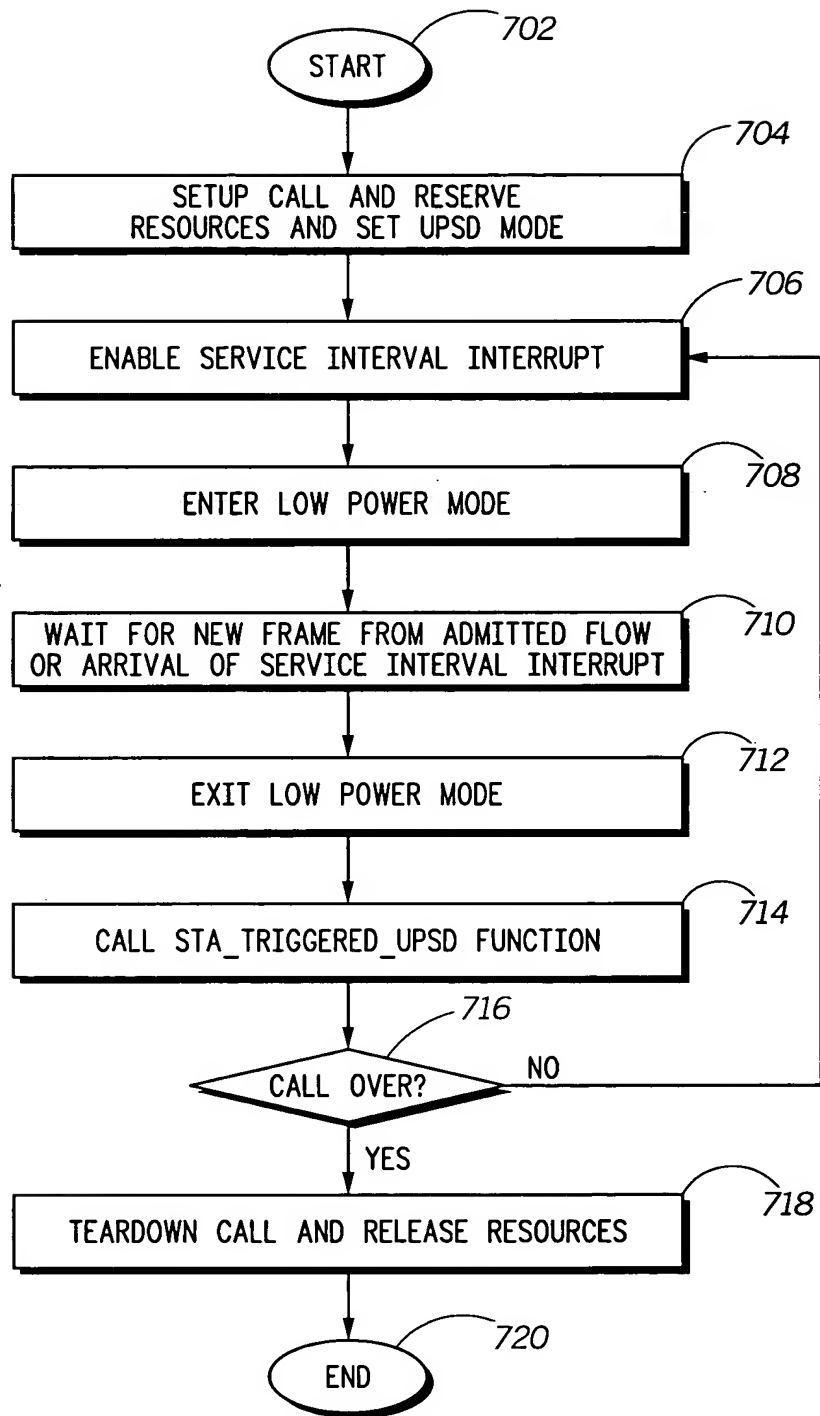 702
START
704
SETUP CALL AND RESERVE
RESOURCES AND SET UPSD MODE
706
ENABLE SERVICE INTERVAL INTERRUPT
708
ENTER LOW POWER MODE
710
WAIT FOR NEW FRAME FROM ADMITTED FLOW
OR ARRIVAL OF SERVICE INTERVAL INTERRUPT
712
EXIT LOW POWER MODE
714
CALL STA_TRIGGERED_UPSD FUNCTION
716
CALL OVER?
NO
YES
718
TEARDOWN CALL AND RELEASE RESOURCES
720
END